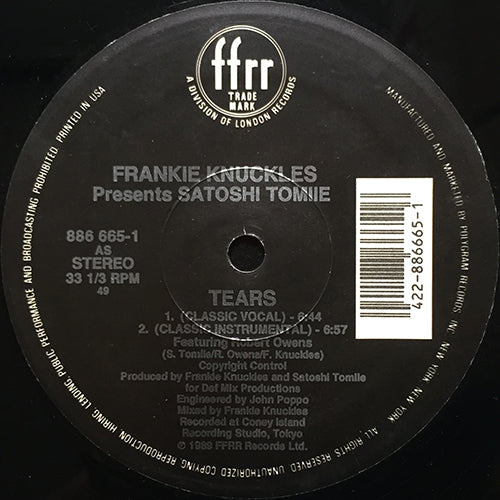 ffrr
TRADE
MARK
A DIVISION OF LONDON RECORDS
FRANKIE KNUCKLES
Presents SATOSHI TOMIIE
886 665-1
AS
STEREO
33 1/3 RPM
49
422-886665-1
TEARS
1. (CLASSIC VOCAL) - 6:44
2. (CLASSIC INSTRUMENTAL) - 6:57
Featuring Robert Owens
(S. Tomiie/R. Owens/F. Knuckles)
Copyright Control
Produced by Frankie Knuckles and Satoshi Tomiie
for Def Mix Productions
Engineered by John Poppo
Mixed by Frankie Knuckles
Recorded at Coney Island
Recording Studio, Tokyo
© 1989 FFRR Records Ltd.
MANUFACTURED AND MARKETED BY POLYGRAM RECORDS INC., NEW YORK, NEW YORK
ALL RIGHTS RESERVED. UNAUTHORIZED COPYING, REPRODUCTION, HIRING, LENDING, PUBLIC PERFORMANCE AND BROADCASTING PROHIBITED. PRINTED IN USA